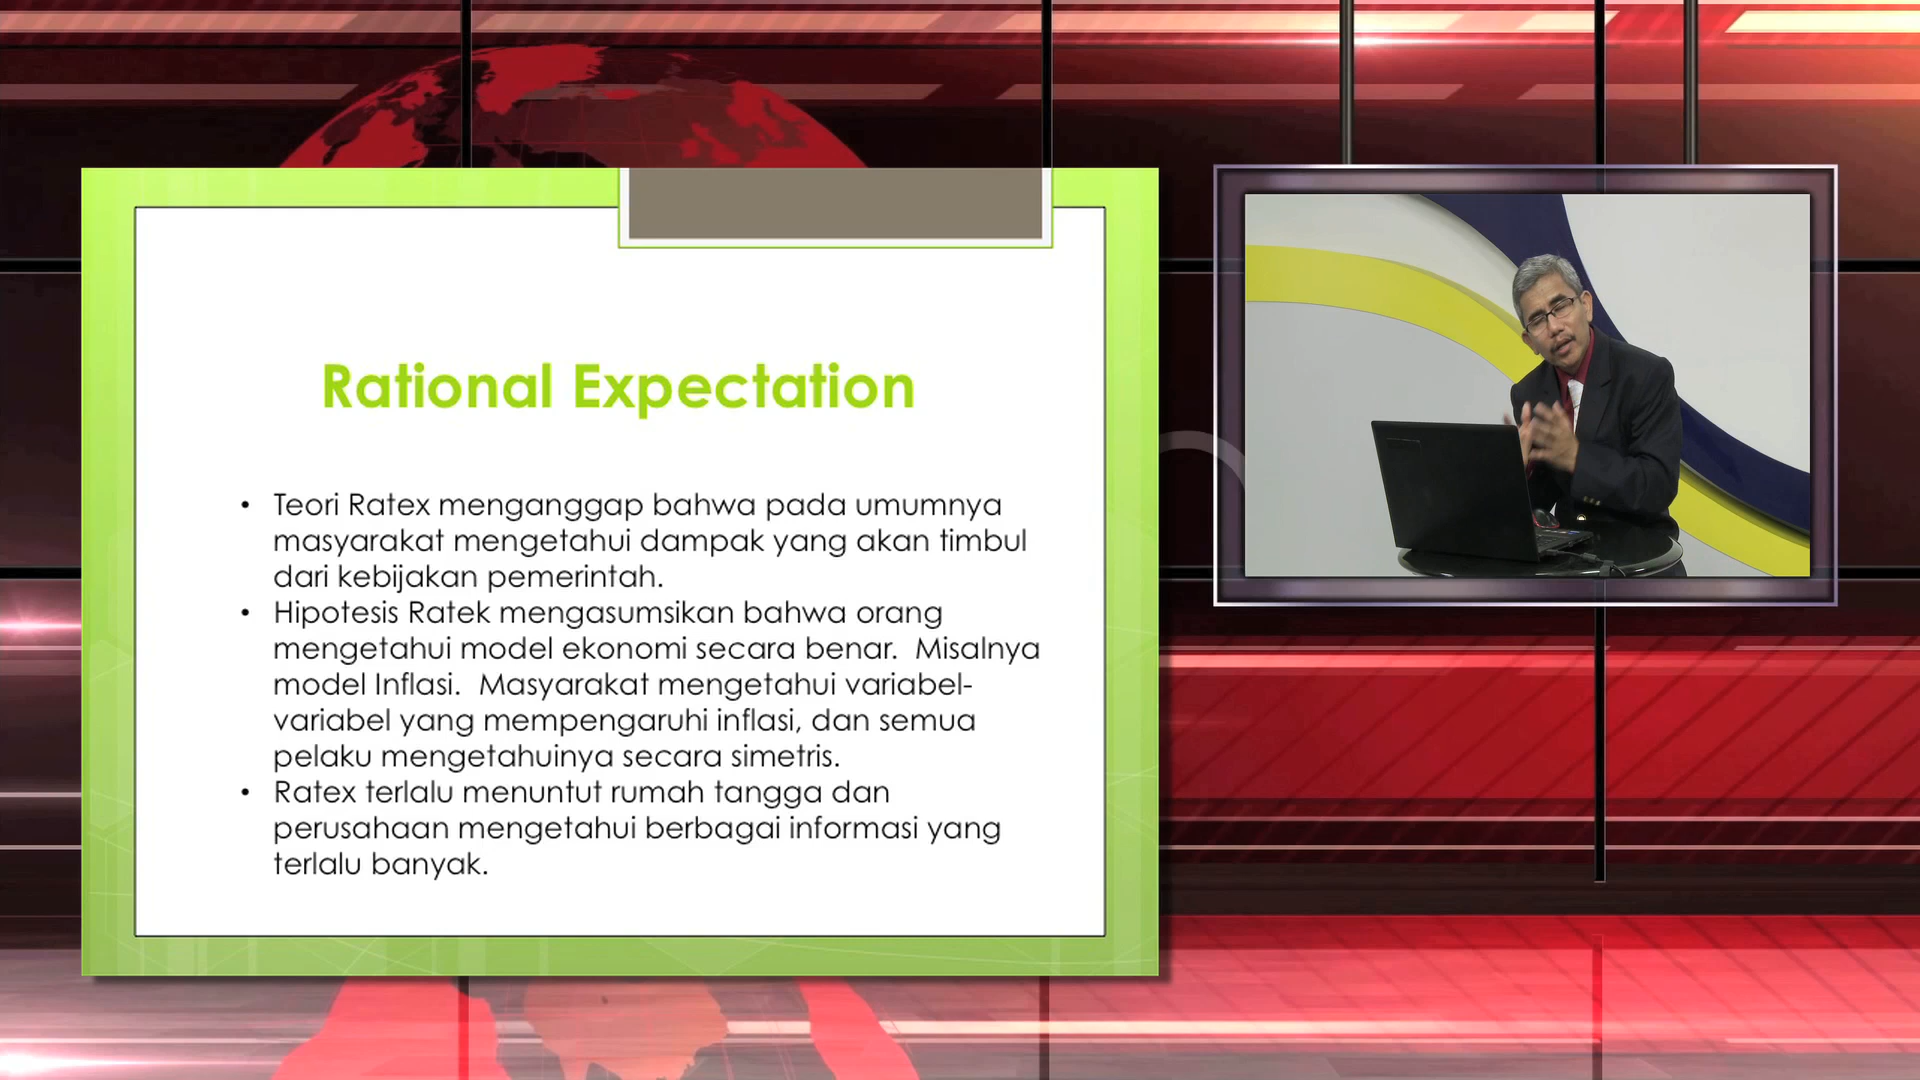 Rational Expectation
• Teori Ratex menganggap bahwa pada umumnya
masyarakat mengetahui dampak yang akan timbul
dari kebijakan pemerintah.
• Hipotesis Ratek mengasumsikan bahwa orang
mengetahui model ekonomi secara benar.  Misalnya
model Inflasi.  Masyarakat mengetahui variabel-
variabel yang mempengaruhi inflasi, dan semua
pelaku mengetahuinya secara simetris.
• Ratex terlalu menuntut rumah tangga dan
perusahaan mengetahui berbagai informasi yang
terlalu banyak.